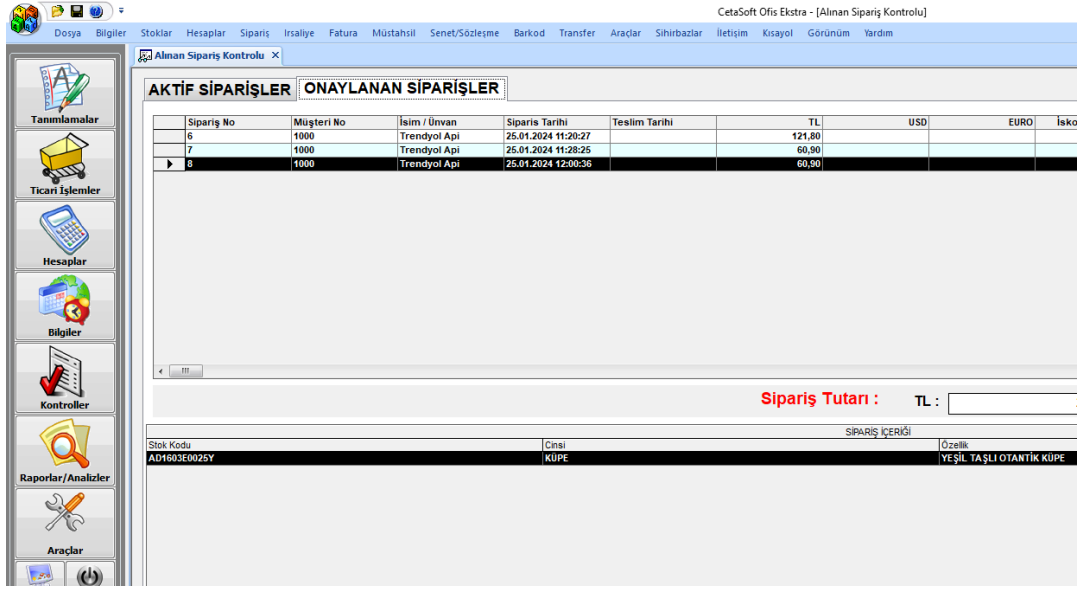 CetaSoft Ofis Ekstra - [Alınan Sipariş Kontrolu]
Dosya Bilgiler Stoklar Hesaplar Sipariş Irsaliye Fatura Müstahsil Senet/Sözleşme Barkod Transfer Araçlar Sihirbazlar İletişim Kısayol Görünüm Yardım
Alınan Sipariş Kontrolu
AKTİF SİPARİŞLER ONAYLANAN SİPARİŞLER
Tanımlamalar
Ticari İşlemler
Hesaplar
Bilgiler
Kontroller
Raporlar/Analizler
Araçlar
Sipariş No Müşteri No İsim / Ünvan Siparis Tarihi Teslim Tarihi TL USD EURO İsko
6 1000 Trendyol Api 25.01.2024 11:20:27 121,80
7 1000 Trendyol Api 25.01.2024 11:28:25 60,90
8 1000 Trendyol Api 25.01.2024 12:00:36 60,90
Sipariş Tutarı : TL :
SİPARİŞ İÇERİĞİ
Stok Kodu Cinsi Özellik
AD1603E0025Y KÜPE YEŞİL TAŞLI OTANTİK KÜPE